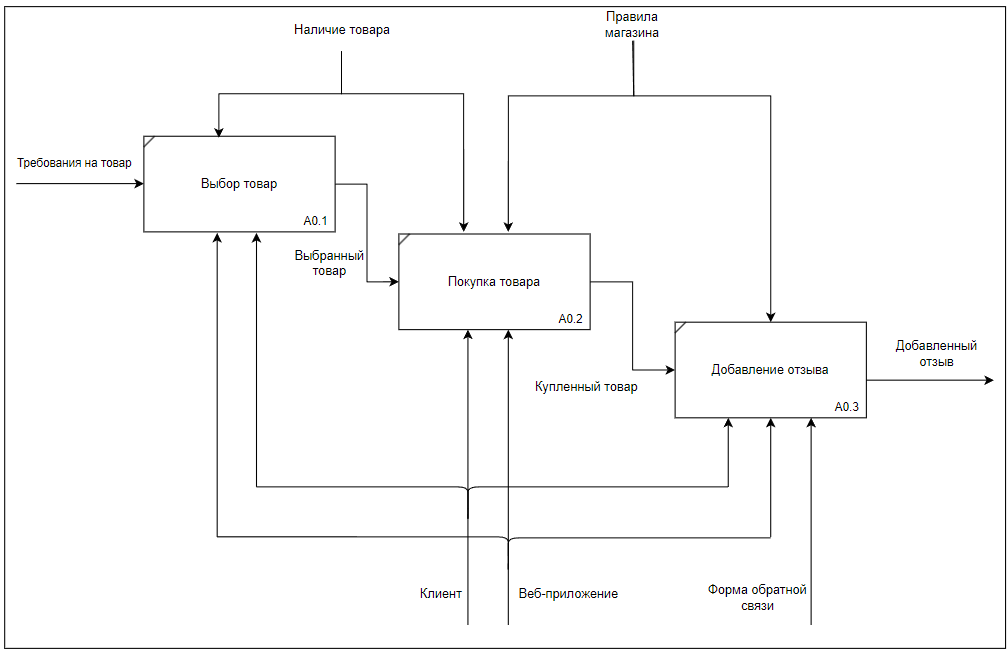 Наличие товара
Правила
магазина
Требования на товар
Выбор товар
A0.1
Выбранный
товар
Покупка товара
A0.2
Купленный товар
Добавление отзыва
A0.3
Добавленный
отзыв
Клиент
Веб-приложение
Форма обратной
связи